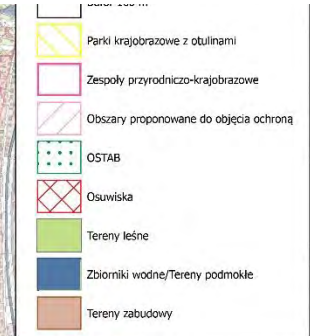 Parki krajobrazowe z otulinami
Zespoły przyrodniczo-krajobrazowe
Obszary proponowane do objęcia ochroną
OSTAB
Osuwiska
Tereny leśne
Zbiorniki wodne/Tereny podmokłe
Tereny zabudowy